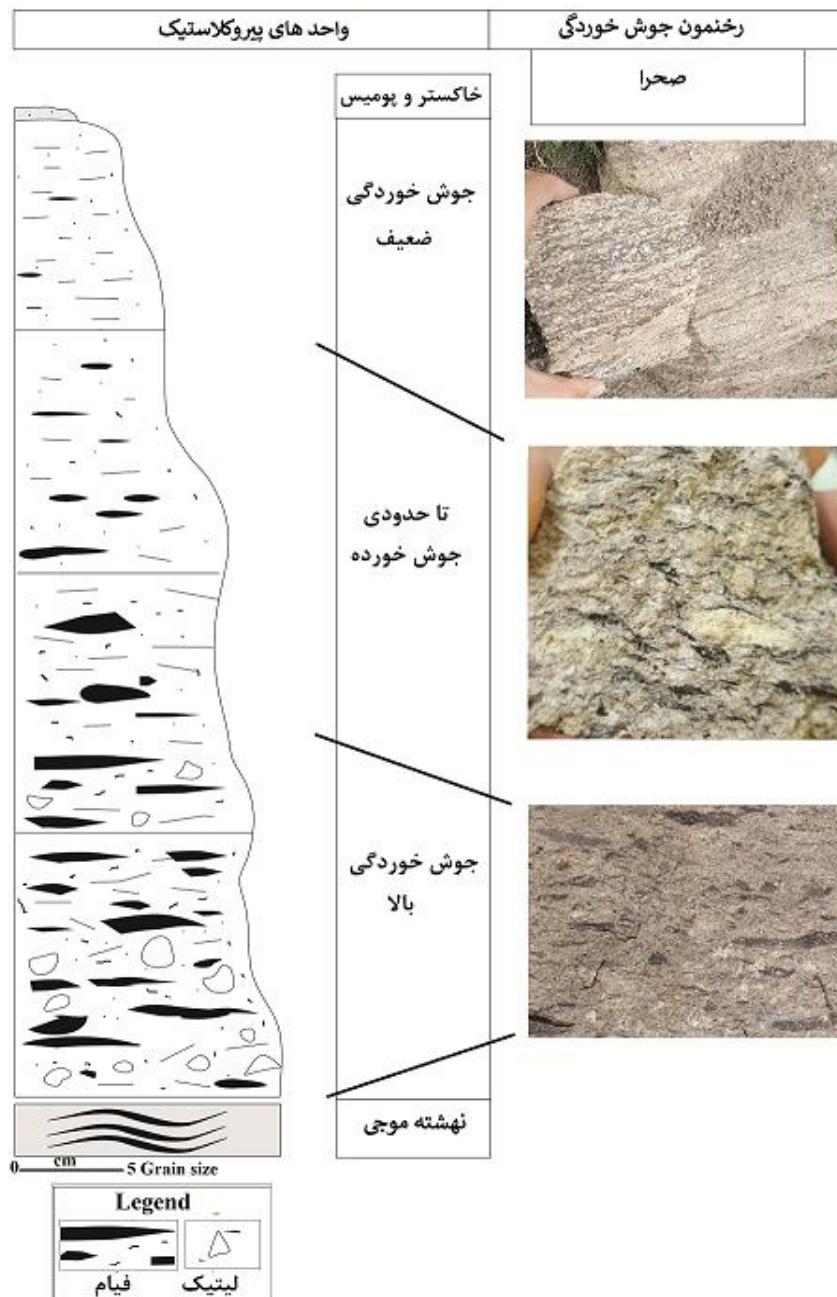 رخنمون جوش خوردگی
واحد های پیروکلاستیک
صحرا
خاکستر و پومیس
جوش خوردگی
ضعیف
تا حدودی
جوش خورده
جوش خوردگی
بالا
نهشته موجی
0 cm 5 Grain size
Legend
فیام
لیتیک